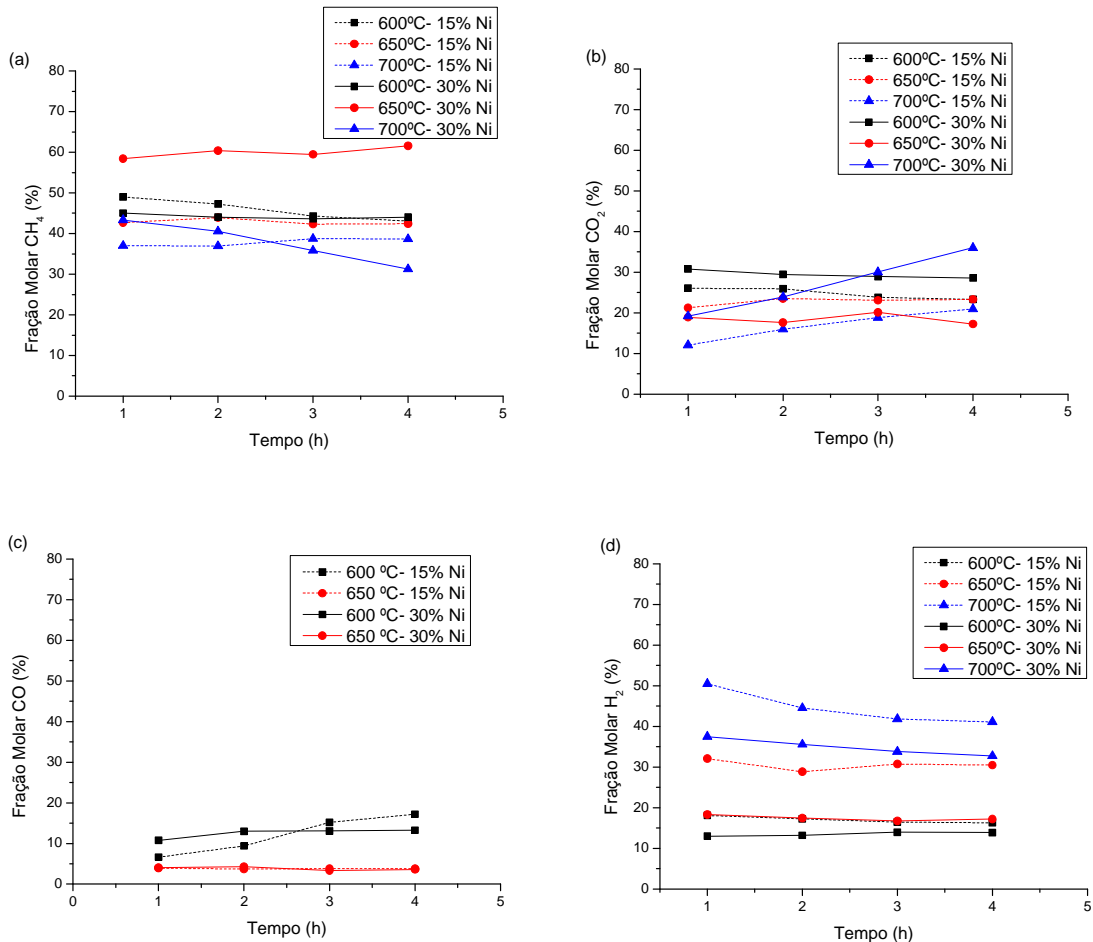 (a)
600ºC- 15% Ni
650ºC- 15% Ni
700ºC- 15% Ni
600ºC- 30% Ni
650ºC- 30% Ni
700ºC- 30% Ni
Fração Molar CH₄ (%)
80
70
60
50
40
30
20
10
0
1 2 3 4 5
Tempo (h)
(b)
600ºC- 15% Ni
650ºC- 15% Ni
700ºC- 15% Ni
600ºC- 30% Ni
650ºC- 30% Ni
700ºC- 30% Ni
Fração Molar CO₂ (%)
80
70
60
50
40
30
20
10
0
1 2 3 4 5
Tempo (h)
(c)
600 ºC- 15% Ni
650 ºC- 15% Ni
600 ºC- 30% Ni
650 ºC- 30% Ni
Fração Molar CO (%)
80
70
60
50
40
30
20
10
0
0 1 2 3 4 5
Tempo (h)
(d)
600ºC- 15% Ni
650ºC- 15% Ni
700ºC- 15% Ni
600ºC- 30% Ni
650ºC- 30% Ni
700ºC- 30% Ni
Fração Molar H₂ (%)
80
70
60
50
40
30
20
10
0
1 2 3 4 5
Tempo (h)